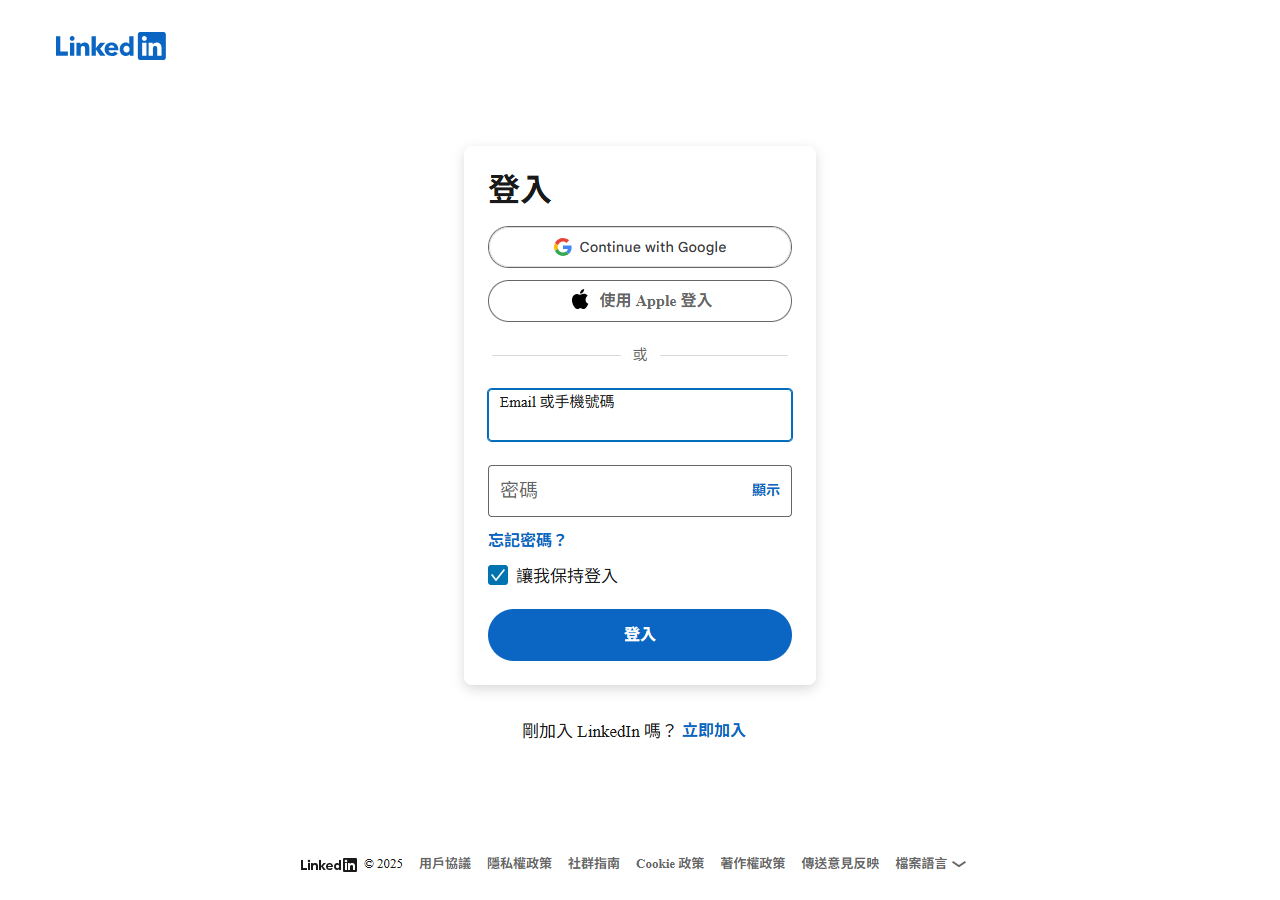 LinkedIn
登入
Continue with Google
使用 Apple 登入
或
Email 或手機號碼
密碼 顯示
忘記密碼？
讓我保持登入
登入
剛加入 LinkedIn 嗎？ 立即加入
LinkedIn © 2025 用戶協議 隱私權政策 社群指南 Cookie 政策 著作權政策 傳送意見反映 檔案語言